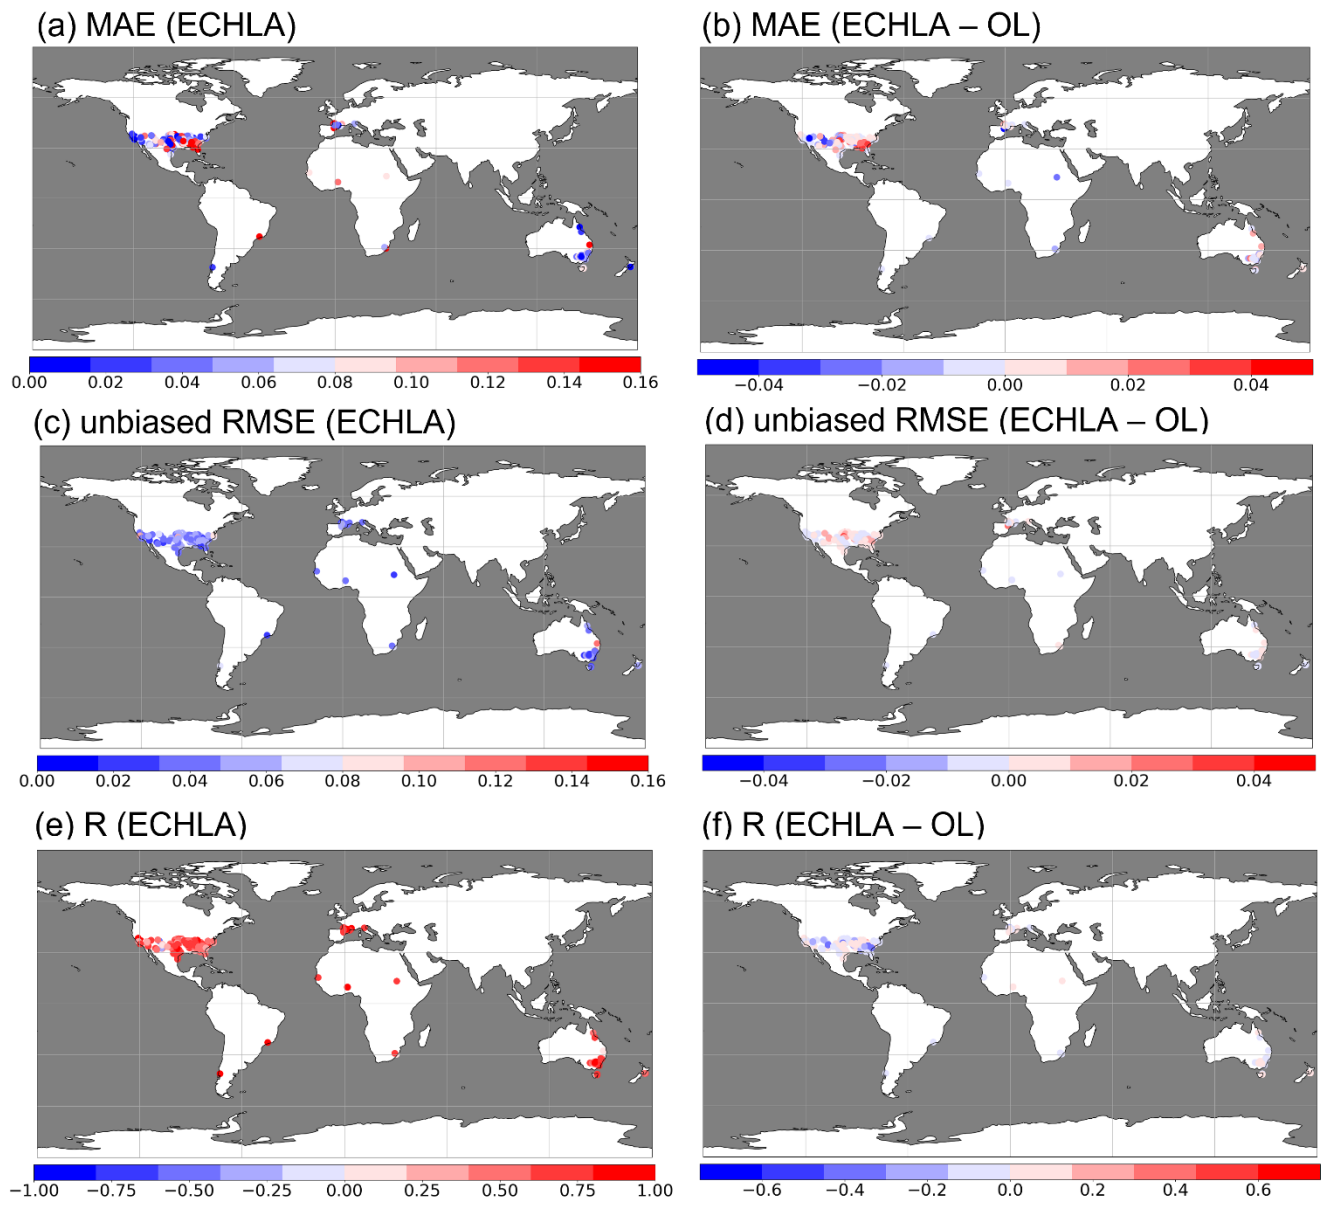 (a) MAE (ECHLA)
(b) MAE (ECHLA – OL)
0.00 0.02 0.04 0.06 0.08 0.10 0.12 0.14 0.16
−0.04 −0.02 0.00 0.02 0.04
(c) unbiased RMSE (ECHLA)
(d) unbiased RMSE (ECHLA – OL)
0.00 0.02 0.04 0.06 0.08 0.10 0.12 0.14 0.16
−0.04 −0.02 0.00 0.02 0.04
(e) R (ECHLA)
(f) R (ECHLA – OL)
−1.00 −0.75 −0.50 −0.25 0.00 0.25 0.50 0.75 1.00
−0.6 −0.4 −0.2 0.0 0.2 0.4 0.6